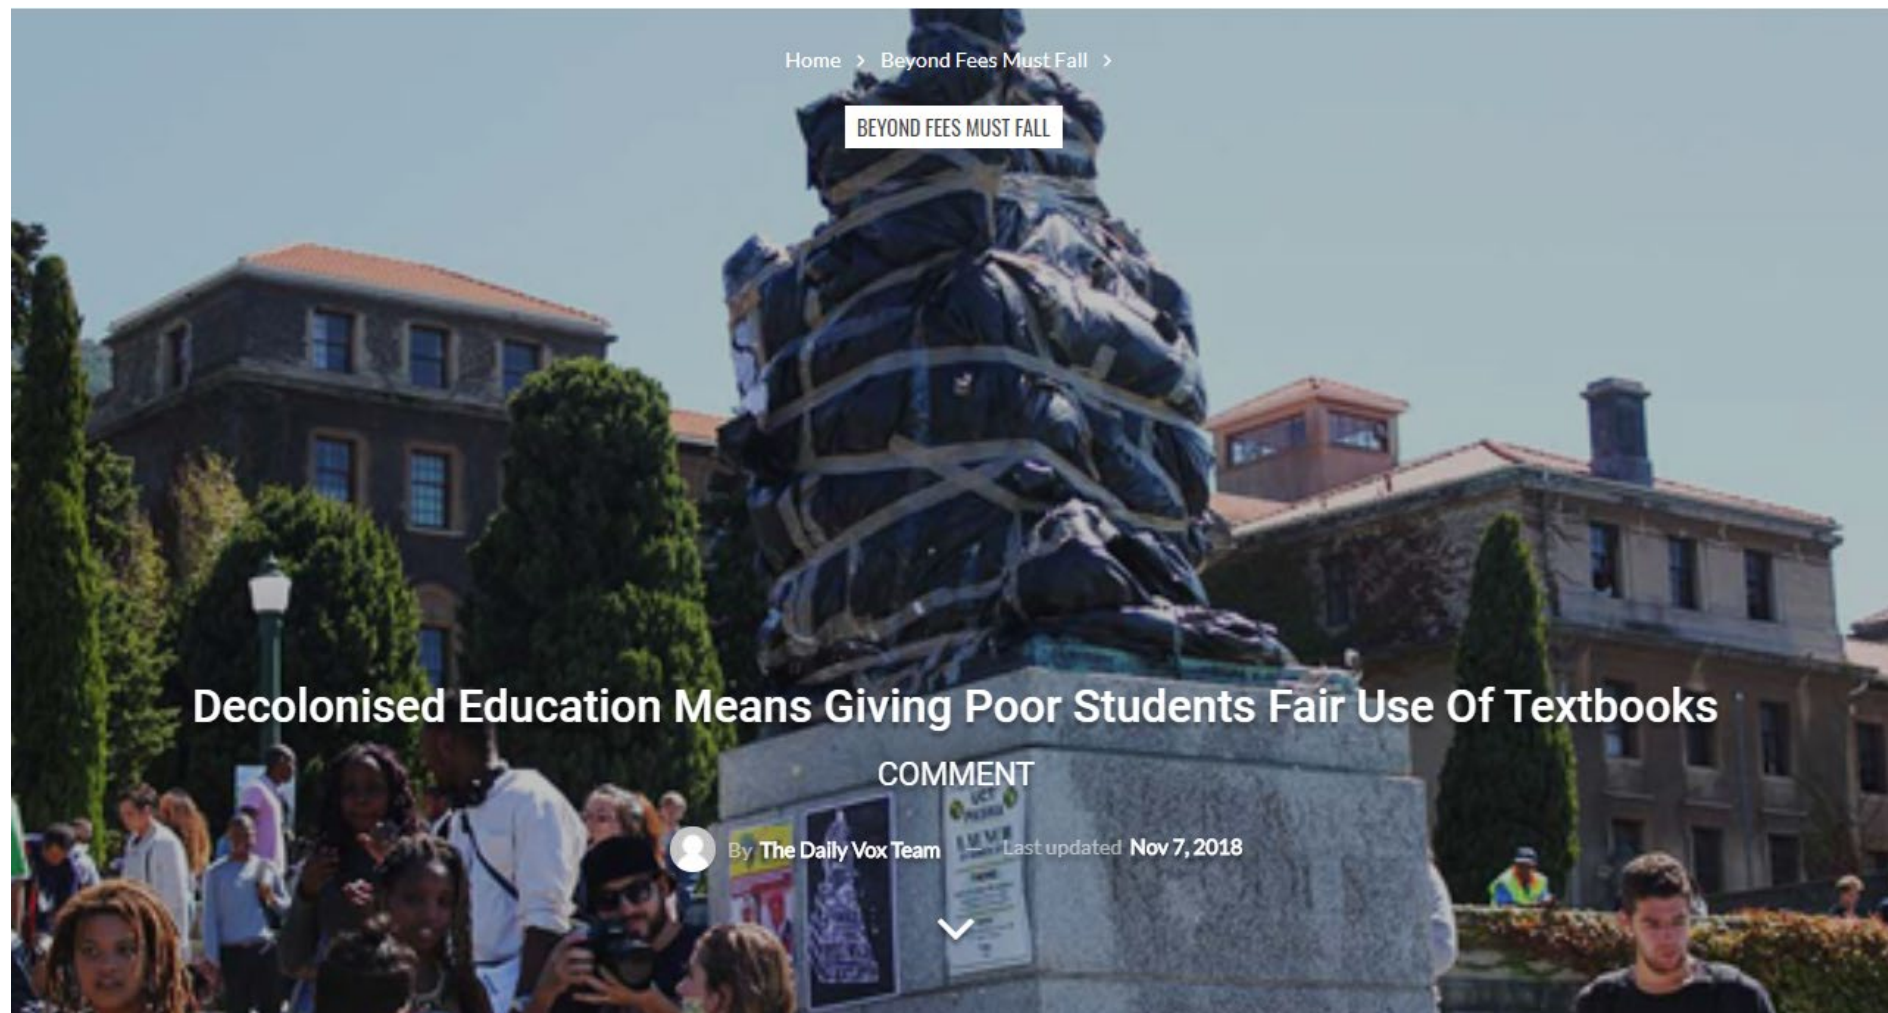 Home > Beyond Fees Must Fall >
BEYOND FEES MUST FALL
Decolonised Education Means Giving Poor Students Fair Use Of Textbooks
COMMENT
By The Daily Vox Team — Last updated Nov 7, 2018
UCT